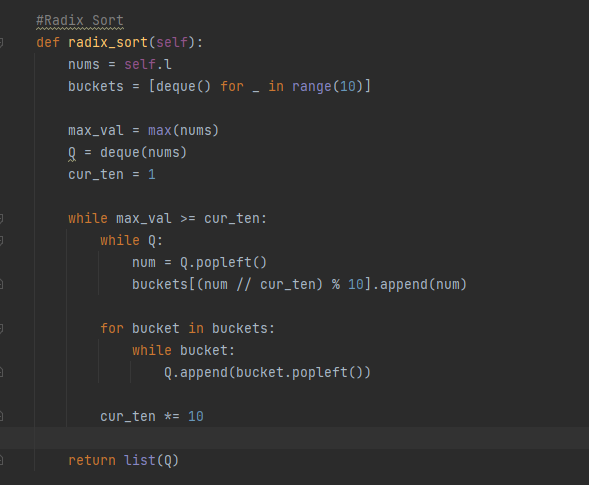 #Radix Sort
def radix_sort(self):
    nums = self.l
    buckets = [deque() for _ in range(10)]

    max_val = max(nums)
    Q = deque(nums)
    cur_ten = 1

    while max_val >= cur_ten:
        while Q:
            num = Q.popleft()
            buckets[(num // cur_ten) % 10].append(num)

        for bucket in buckets:
            while bucket:
                Q.append(bucket.popleft())

        cur_ten *= 10

    return list(Q)